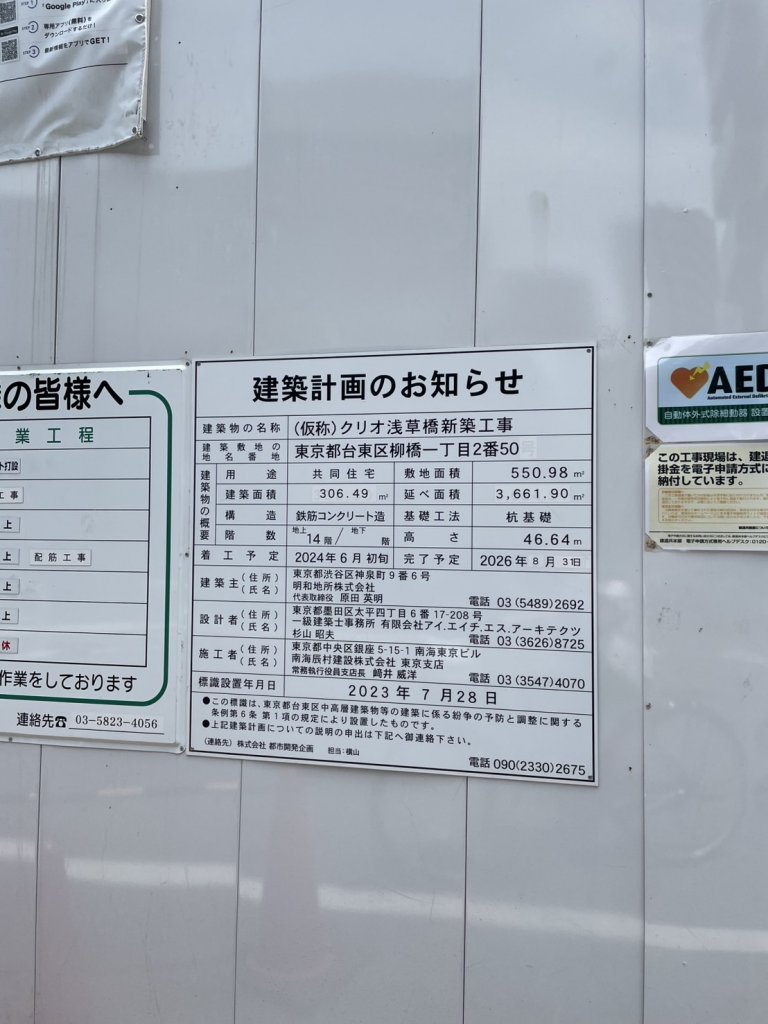 STEP 1
「Google Play」
STEP 2
専用アプリ(無料)を
ダウンロードするだけ!
STEP 3
最新情報をアプリでGET!
の皆様へ
業工程
ト打設
工事
上
上 配筋工事
上
上
休
作業をしております
連絡先☎ 03-5823-4056
建築計画のお知らせ
建築物の名称 (仮称)クリオ浅草橋新築工事
建築敷地の地名番地 東京都台東区柳橋一丁目2番50号
建築物の概要
用途 共同住宅 敷地面積 550.98㎡
建築面積 306.49㎡ 延べ面積 3,661.90㎡
構造 鉄筋コンクリート造 基礎工法 杭基礎
階数 地上14階/地下 階 高さ 46.64m
着工予定 2024年6月初旬 完了予定 2026年8月31日
建築主(住所)(氏名)
東京都渋谷区神泉町9番6号
明和地所株式会社
代表取締役 原田 英明 電話 03(5489)2692
設計者(住所)(氏名)
東京都墨田区太平四丁目6番17-208号
一級建築士事務所 有限会社アイ.エイチ.エス.アーキテクツ
杉山 昭夫 電話 03(3626)8725
施工者(住所)(氏名)
東京都中央区銀座5-15-1 南海東京ビル
南海辰村建設株式会社 東京支店
常務執行役員支店長 﨑井 威洋 電話 03(3547)4070
標識設置年月日 2023年7月28日
●この標識は、東京都台東区中高層建築物等の建築に係る紛争の予防と調整に関する
条例第6条第1項の規定により設置したものです。
●上記建築計画についての説明の申出は下記へ御連絡下さい。
(連絡先) 株式会社 都市開発企画 担当:横山
電話 090(2330)2675
AED
Automated External
自動体外式除細動器 設置
この工事現場は、建退
掛金を電子申請方式に
納付しています。